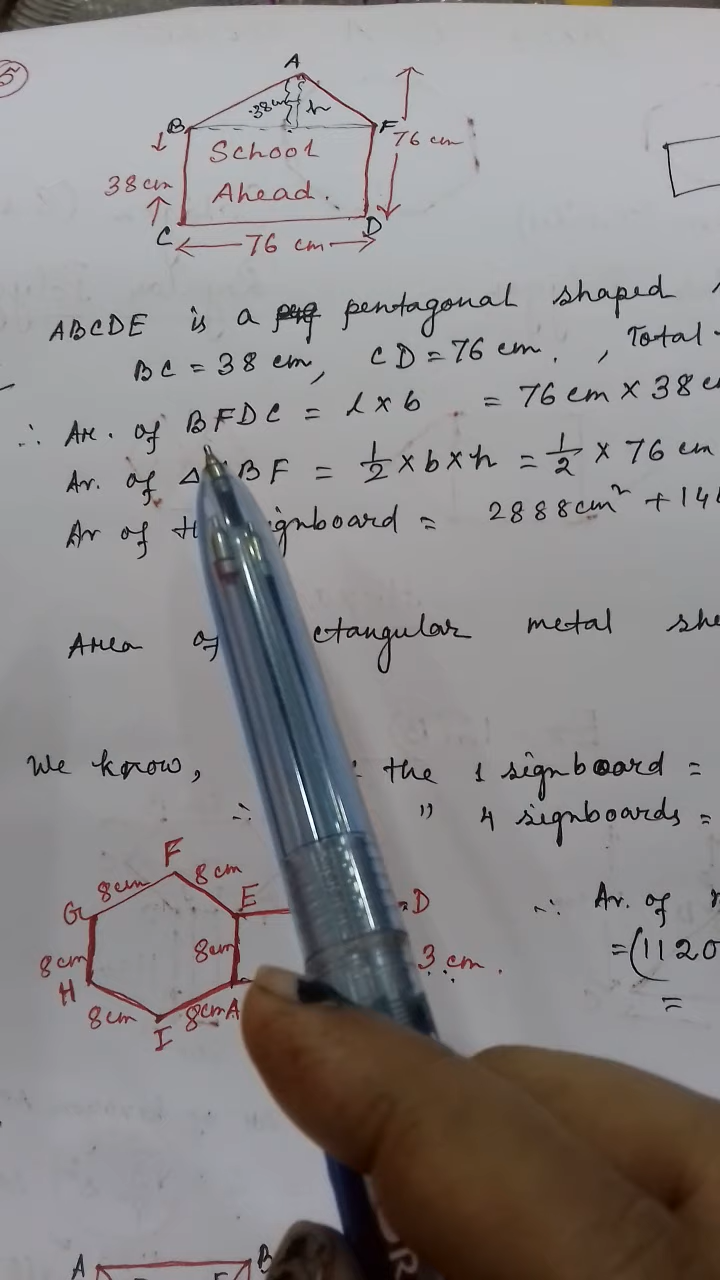 5
A
38cm h
B F
School
76 cm
38 cm
Ahead.
C D
76 cm
ABCDE is a pentagonal shaped
BC = 38 cm, CD = 76 cm. , Total
∴ Ar. of BFDC = l × b = 76 cm × 38 cm
Ar. of Δ BF = 1/2 × b × h = 1/2 × 76 cm
Ar of ignboard = 2888 cm² + 14
Area of ctangular metal she
We know, the 1 signboard =
∴ " 4 signboards =
F
8cm 8cm
G E D
∴ Ar. of
8cm 8cm 3 cm.
=(1120
H
8cm 8cm A
=
I
A B